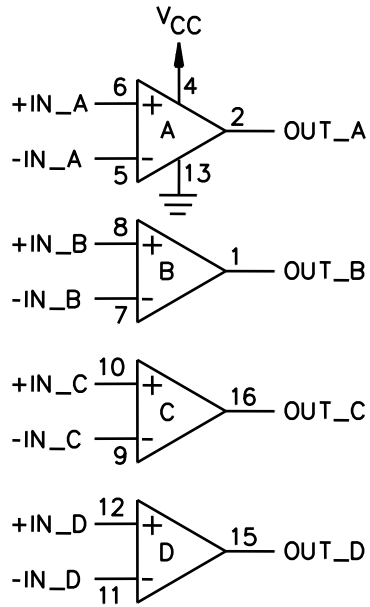 VCC
6 4
+IN_A + A 2 OUT_A
-IN_A -
5 13
8
+IN_B + B 1 OUT_B
-IN_B -
7
10
+IN_C + C 16 OUT_C
-IN_C -
9
12
+IN_D + D 15 OUT_D
-IN_D -
11